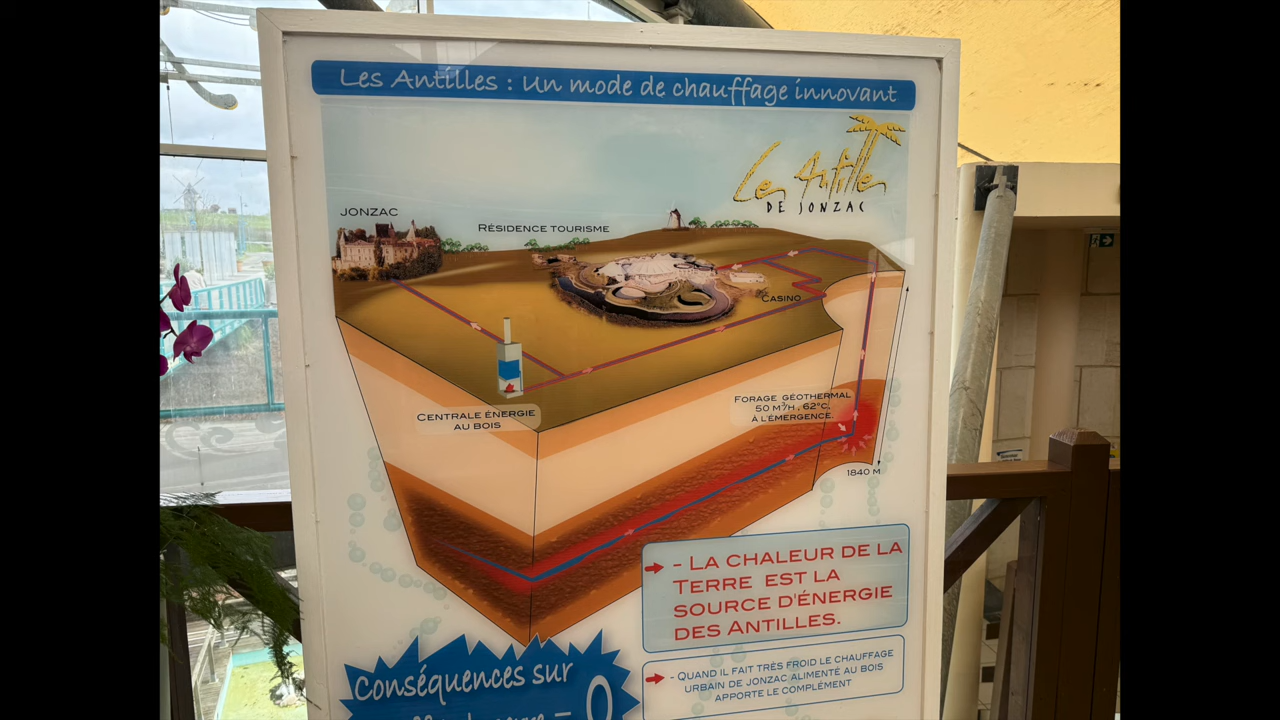 Les Antilles : Un mode de chauffage innovant
Les Antilles
DE JONZAC
JONZAC
RÉSIDENCE TOURISME
CASINO
CENTRALE ÉNERGIE
AU BOIS
FORAGE GÉOTHERMAL
50 M³/H, 62°C,
À L'ÉMERGENCE.
1840 M
- LA CHALEUR DE LA
TERRE EST LA
SOURCE D'ÉNERGIE
DES ANTILLES.
- QUAND IL FAIT TRÈS FROID LE CHAUFFAGE
URBAIN DE JONZAC ALIMENTÉ AU BOIS
APPORTE LE COMPLÉMENT
Conséquences sur